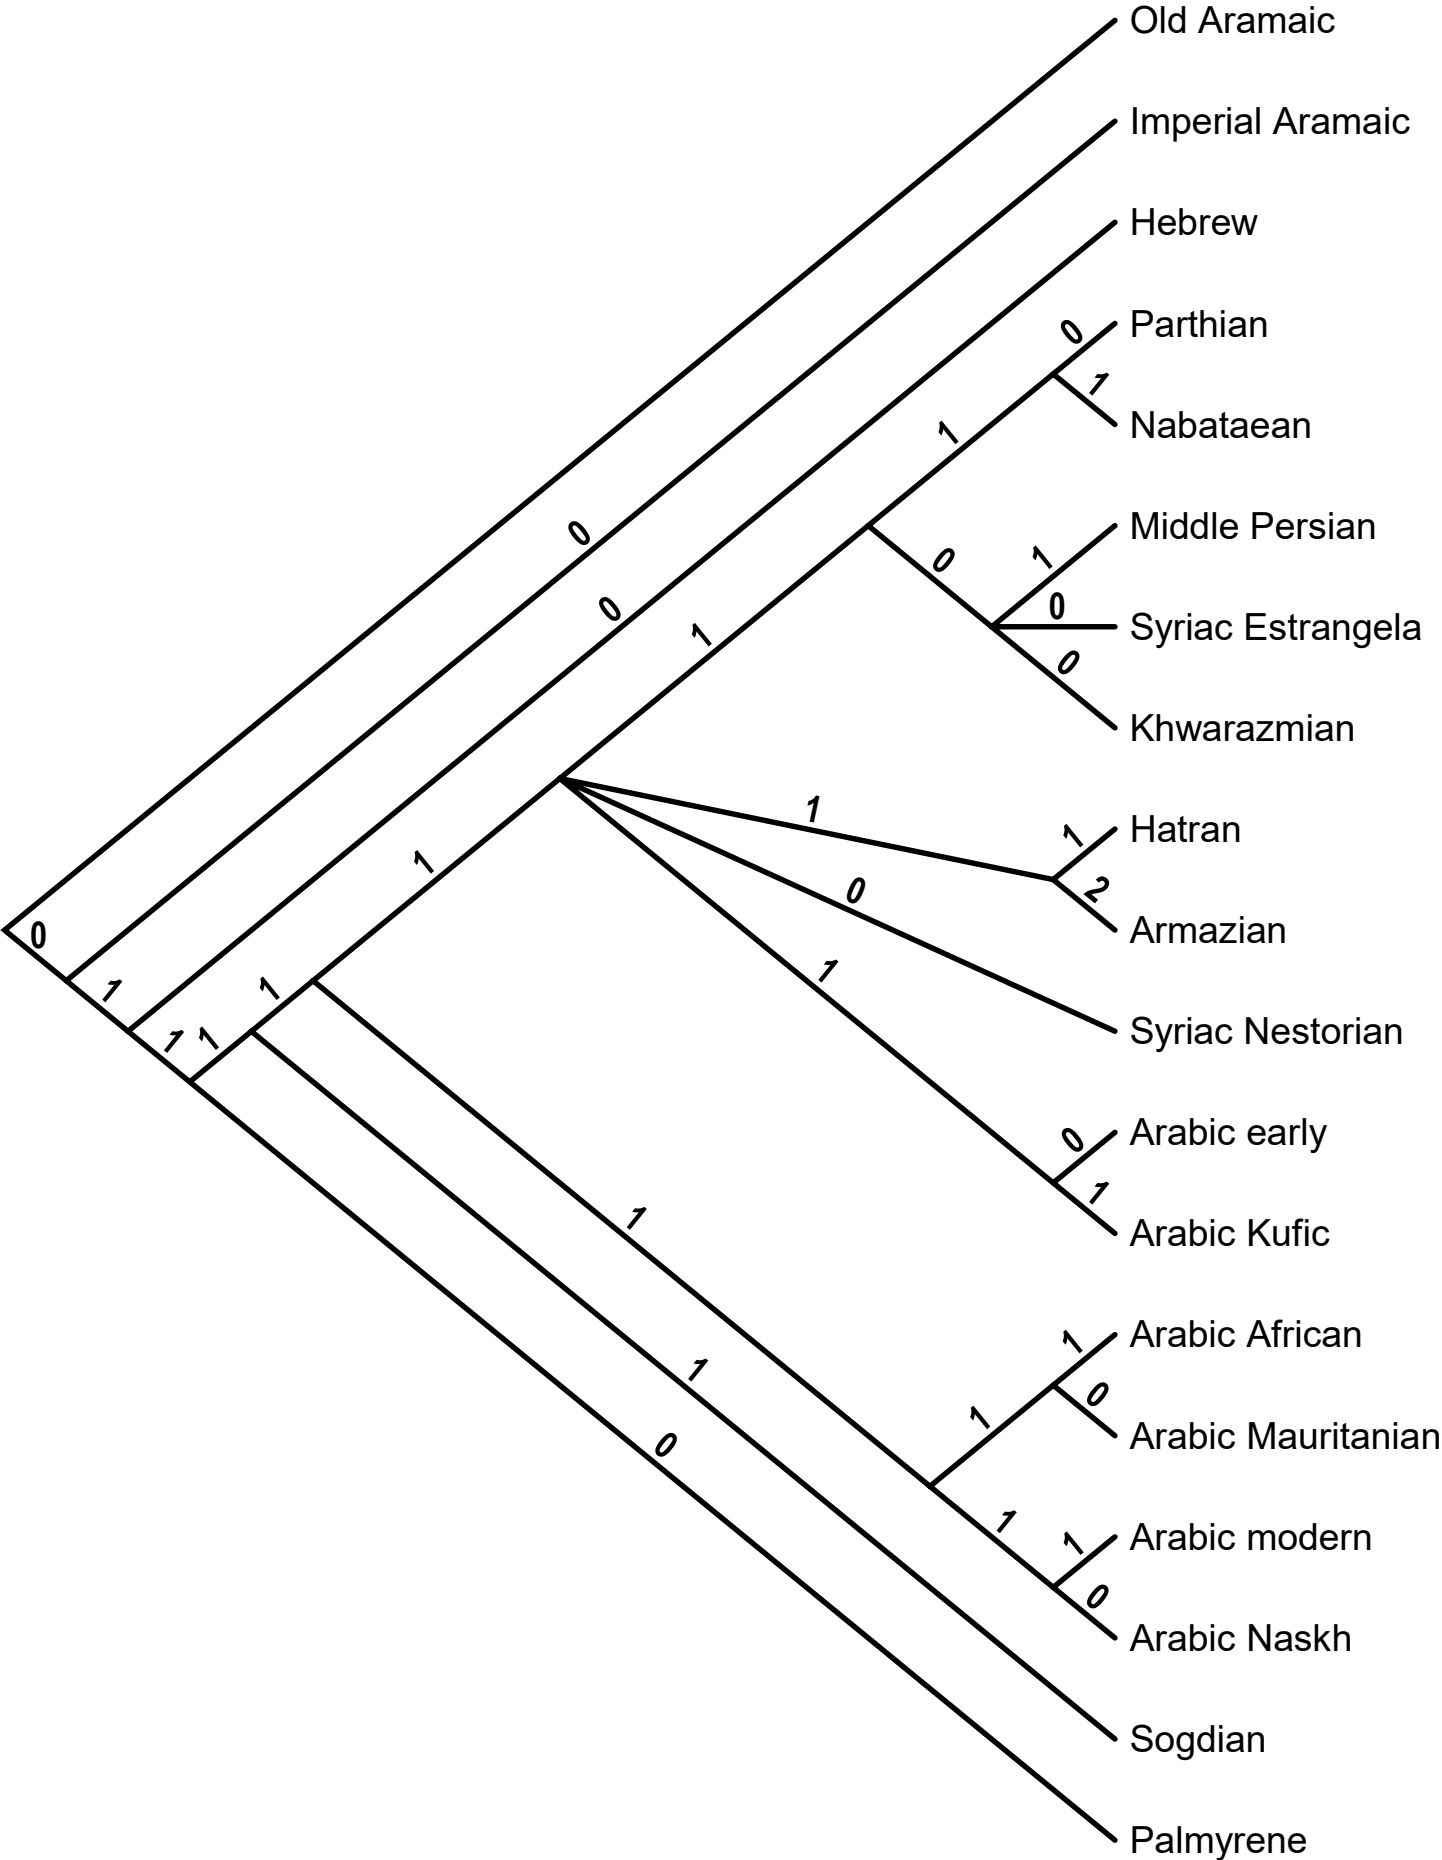 Old Aramaic
Imperial Aramaic
Hebrew
0
Parthian
1
Nabataean
1
Middle Persian
0
0
1
0
Syriac Estrangela
0
1
0
Khwarazmian
1
1
Hatran
1
2
0
Armazian
0
1
Syriac Nestorian
1
1
1
1
0
Arabic early
1
Arabic Kufic
1
1
Arabic African
1
0
1
Arabic Mauritanian
0
1
1
Arabic modern
0
Arabic Naskh
Sogdian
Palmyrene